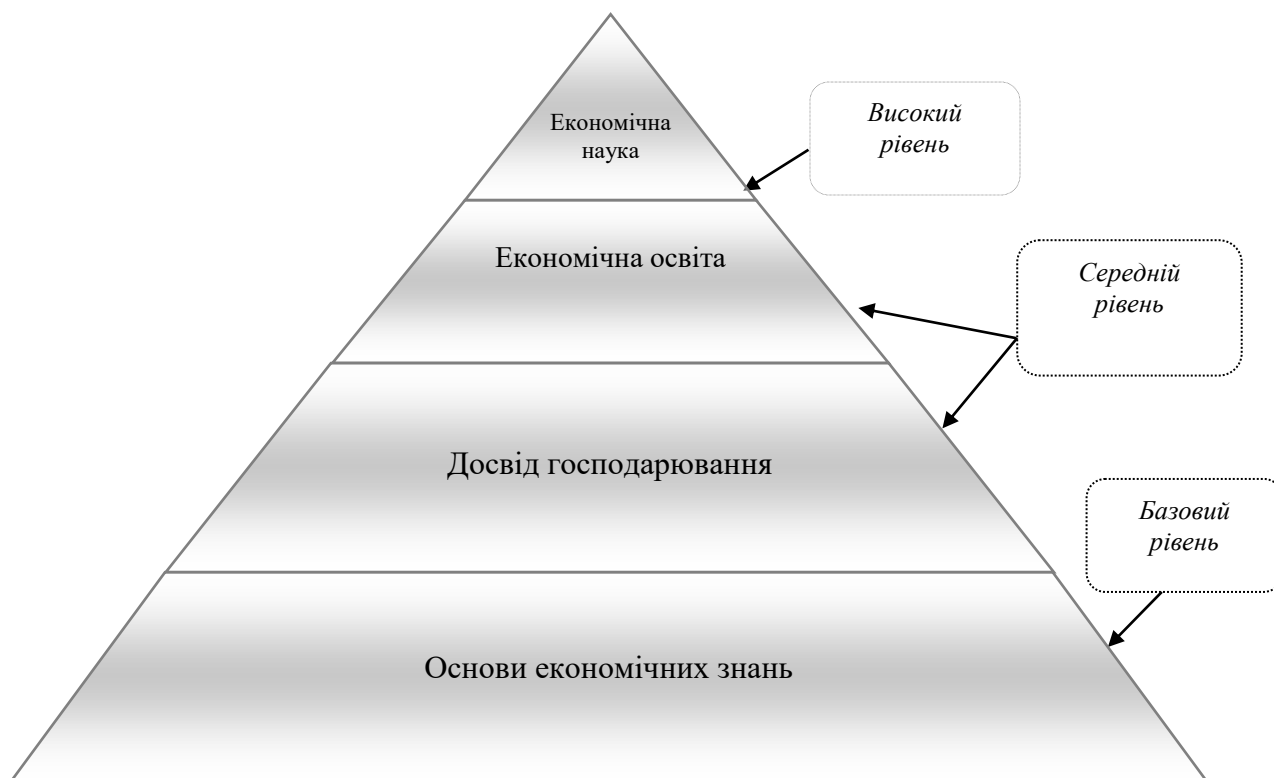 Економічна
наука
Високий
рівень
Економічна освіта
Середній
рівень
Досвід господарювання
Базовий
рівень
Основи економічних знань